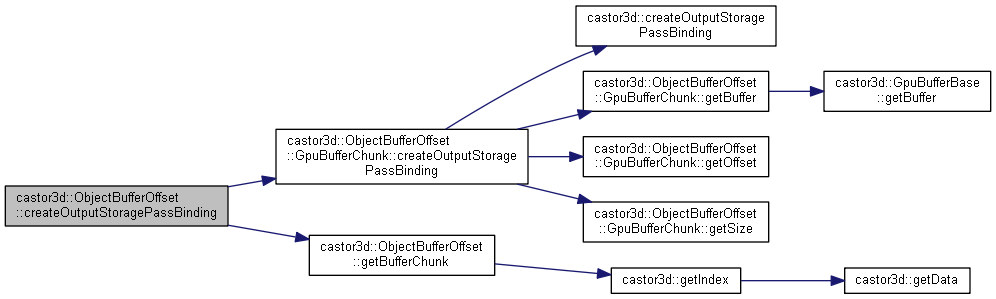 castor3d::createOutputStorage
PassBinding
castor3d::ObjectBufferOffset
::GpuBufferChunk::getBuffer
castor3d::GpuBufferBase
::getBuffer
castor3d::ObjectBufferOffset
::GpuBufferChunk::createOutputStorage
PassBinding
castor3d::ObjectBufferOffset
::GpuBufferChunk::getOffset
castor3d::ObjectBufferOffset
::createOutputStoragePassBinding
castor3d::ObjectBufferOffset
::GpuBufferChunk::getSize
castor3d::ObjectBufferOffset
::getBufferChunk
castor3d::getIndex
castor3d::getData